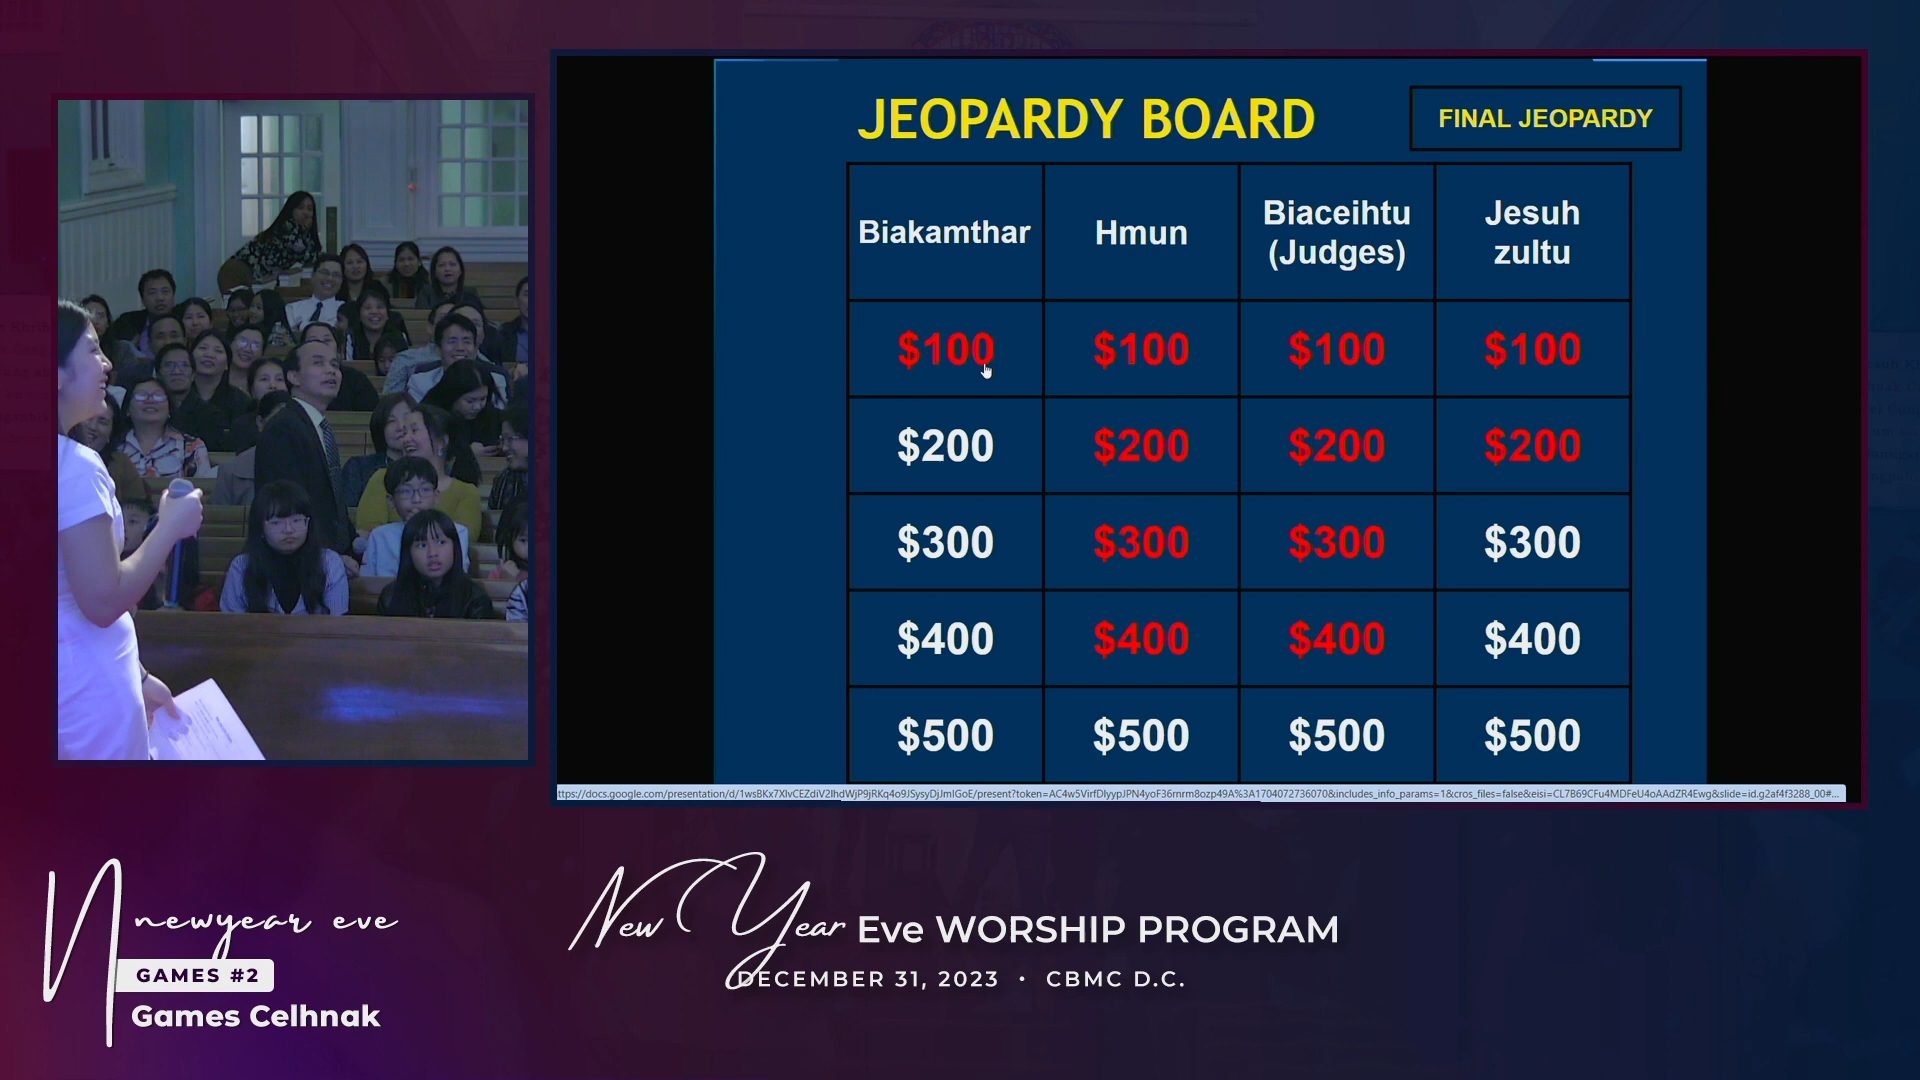 JEOPARDY BOARD
FINAL JEOPARDY
Biakamthar
Hmun
Biaceihtu
(Judges)
Jesuh
zultu
$100 $100 $100 $100
$200 $200 $200 $200
$300 $300 $300 $300
$400 $400 $400 $400
$500 $500 $500 $500
newyear eve
GAMES #2
Games Celhnak
New Year Eve WORSHIP PROGRAM
DECEMBER 31, 2023 • CBMC D.C.